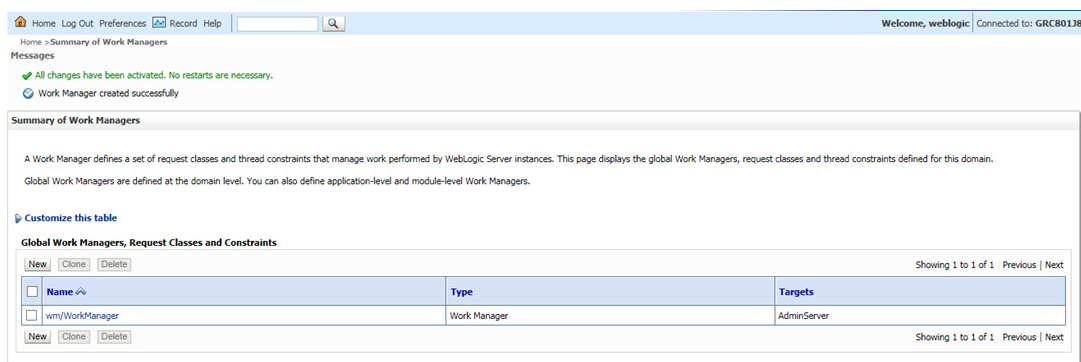 Home Log Out Preferences Record Help Welcome, weblogic Connected to: GRC801J8
Home >Summary of Work Managers
Messages
All changes have been activated. No restarts are necessary.
Work Manager created successfully
Summary of Work Managers
A Work Manager defines a set of request classes and thread constraints that manage work performed by WebLogic Server instances. This page displays the global Work Managers, request classes and thread constraints defined for this domain.
Global Work Managers are defined at the domain level. You can also define application-level and module-level Work Managers.
Customize this table
Global Work Managers, Request Classes and Constraints
New Clone Delete Showing 1 to 1 of 1 Previous | Next
Name Type Targets
wm/WorkManager Work Manager AdminServer
New Clone Delete Showing 1 to 1 of 1 Previous | Next